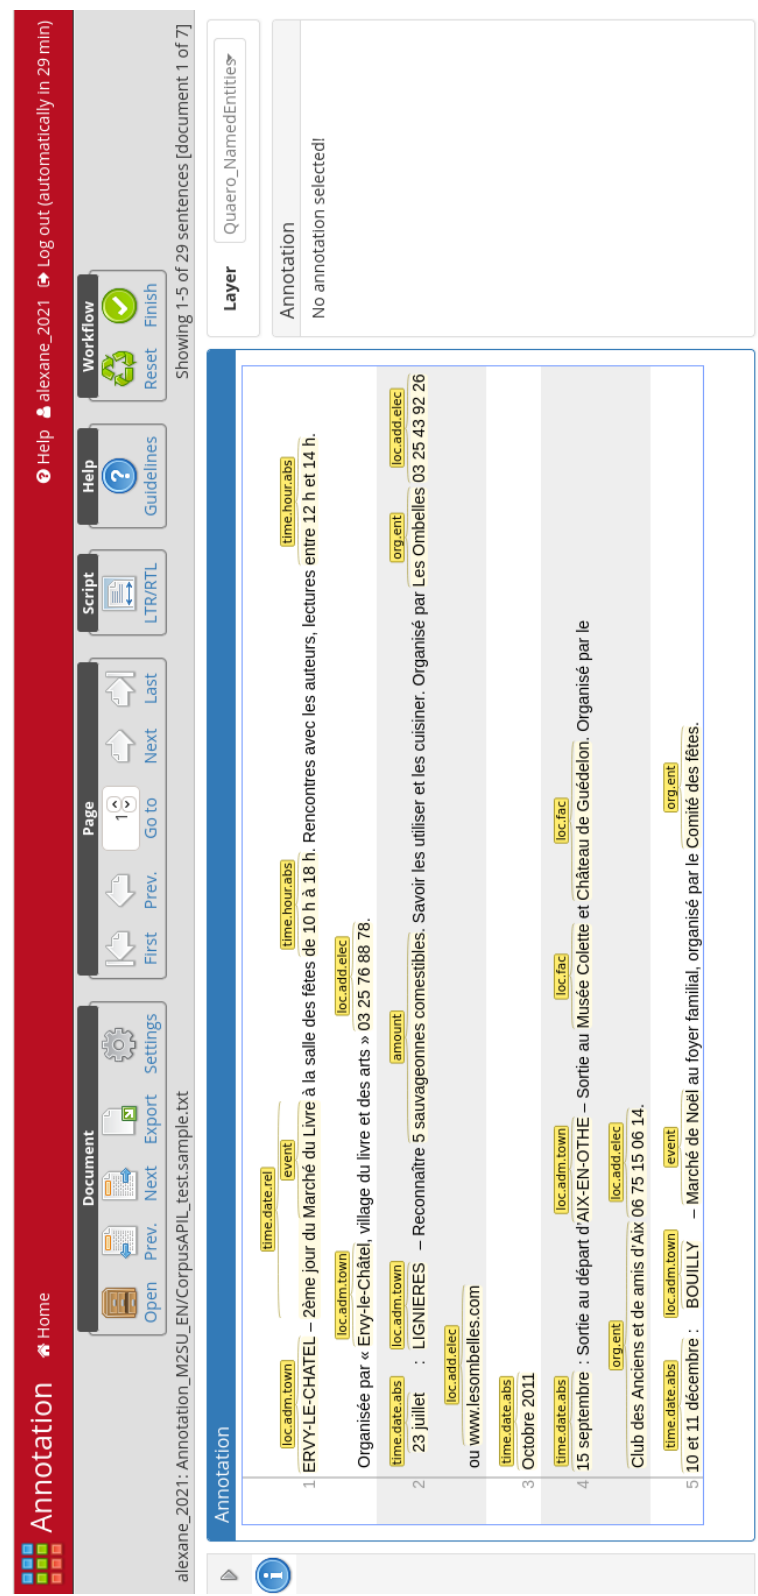 Annotation
Home
Help alexane_2021 Log out (automatically in 29 min)
Document
Page
Script
Help
Workflow
Open Prev. Next Export Settings
First Prev. Go to Next Last
1
LTR/RTL
Guidelines
Reset Finish
alexane_2021: Annotation_M2SU_EN/CorpusAPIL_test.sample.txt
Showing 1-5 of 29 sentences [document 1 of 7]
Annotation
time.date.rel
loc.adm.town event time.hour.abs time.hour.abs
1 ERVY-LE-CHATEL – 2ème jour du Marché du Livre à la salle des fêtes de 10 h à 18 h. Rencontres avec les auteurs, lectures entre 12 h et 14 h.
loc.adm.town loc.add.elec
Organisée par « Ervy-le-Châtel, village du livre et des arts » 03 25 76 88 78.
time.date.abs loc.adm.town amount org.ent loc.add.elec
2 23 juillet : LIGNIERES – Reconnaître 5 sauvageonnes comestibles. Savoir les utiliser et les cuisiner. Organisé par Les Ombelles 03 25 43 92 26
loc.add.elec
ou www.lesombelles.com
time.date.abs
3 Octobre 2011
time.date.abs loc.adm.town loc.fac loc.fac
4 15 septembre : Sortie au départ d'AIX-EN-OTHE – Sortie au Musée Colette et Château de Guédelon. Organisé par le
org.ent loc.add.elec
Club des Anciens et de amis d'Aix 06 75 15 06 14.
time.date.abs loc.adm.town event org.ent
5 10 et 11 décembre : BOUILLY – Marché de Noël au foyer familial, organisé par le Comité des fêtes.
Layer
Quaero_NamedEntities
Annotation
No annotation selected!